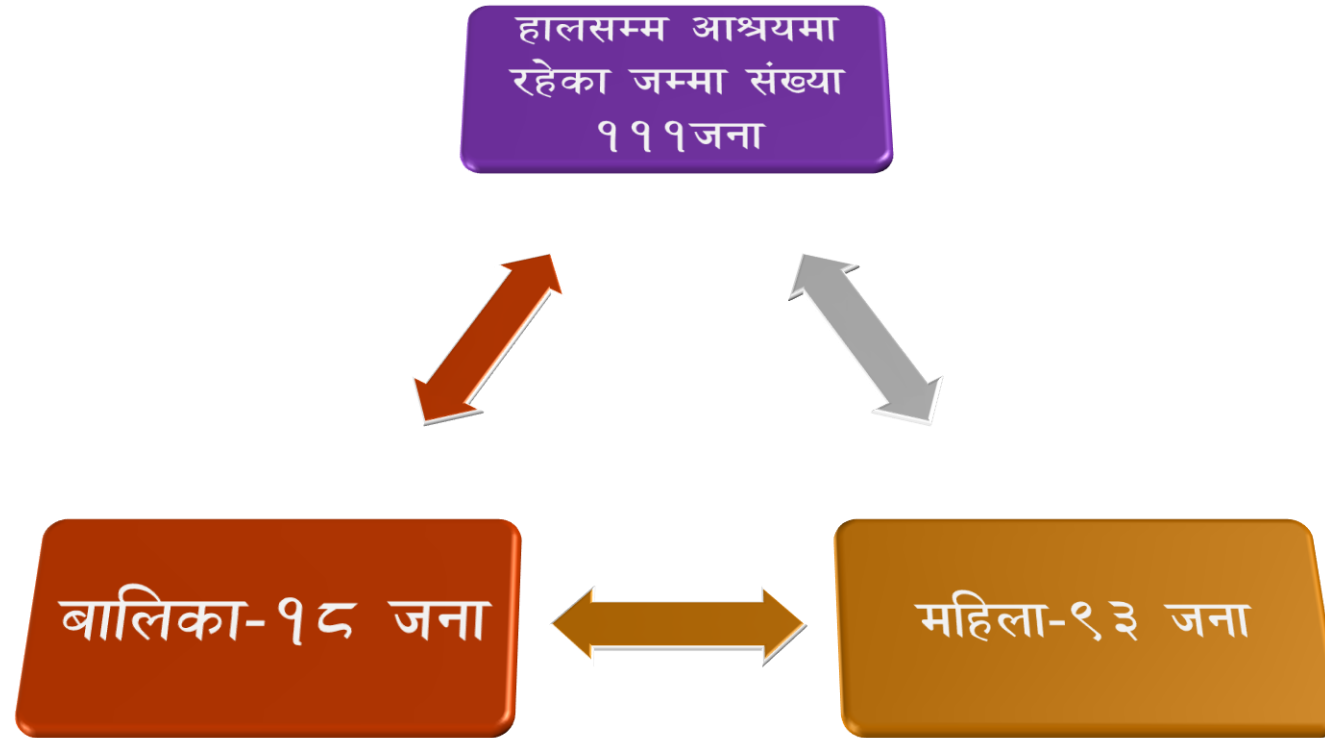 हालसम्म आश्रयमा
रहेका जम्मा संख्या
१११जना
बालिका-१८ जना
महिला-९३ जना